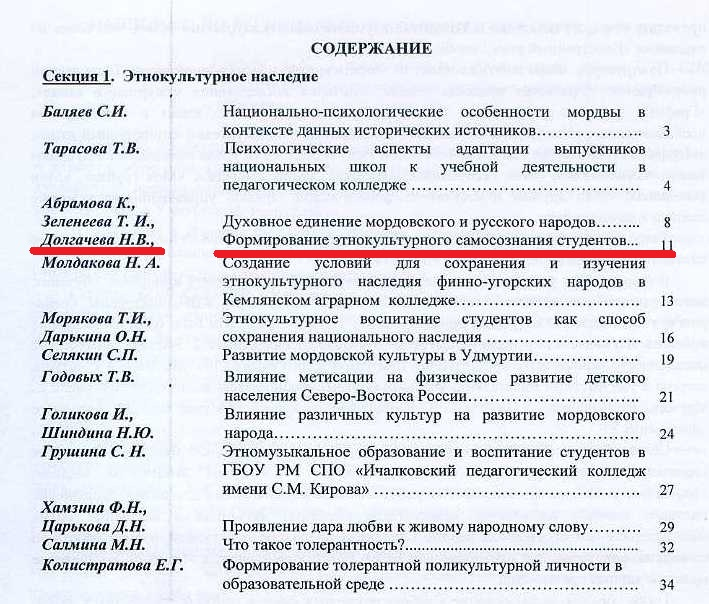 СОДЕРЖАНИЕ
Секция 1. Этнокультурное наследие
Баляев С.И. Национально-психологические особенности мордвы в
контексте данных исторических источников……………… 3
Тарасова Т.В. Психологические аспекты адаптации выпускников
национальных школ к учебной деятельности в
педагогическом колледже …………………………………… 4
Абрамова К.,
Зеленеева Т. И., Духовное единение мордовского и русского народов……... 8
Долгачева Н.В., Формирование этнокультурного самосознания студентов... 11
Молдакова Н. А. Создание условий для сохранения и изучения
этнокультурного наследия финно-угорских народов в
Кемлянском аграрном колледже…………………………….. 13
Морякова Т.И., Этнокультурное воспитание студентов как способ
Дарькина О.Н. сохранения национального наследия ………………………. 16
Селякин С.П. Развитие мордовской культуры в Удмуртии……………….. 19
Годовых Т.В. Влияние метисации на физическое развитие детского
населения Северо-Востока России………………………….. 21
Голикова И., Влияние различных культур на развитие мордовского
Шиндина Н.Ю. народа…………………………………………………………. 24
Грушина С. Н. Этномузыкальное образование и воспитание студентов в
ГБОУ РМ СПО «Ичалковский педагогический колледж
имени С.М. Кирова» ………………………………………… 27
Хамзина Ф.Н.,
Царькова Д.Н. Проявление дара любви к живому народному слову……… 29
Салмина М.Н. Что такое толерантность?....................................................... 32
Колистратова Е.Г. Формирование толерантной поликультурной личности в
образовательной среде ………………………………………. 34